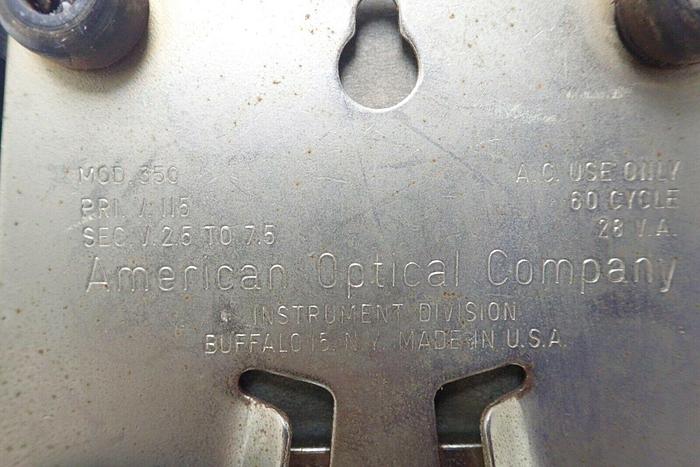 MOD. 350
PRI. V. 115
SEC. V. 2.5 TO 7.5
A.C. USE ONLY
60 CYCLE
28 V.A.
American Optical Company
INSTRUMENT DIVISION
BUFFALO 15, N.Y. MADE IN U.S.A.